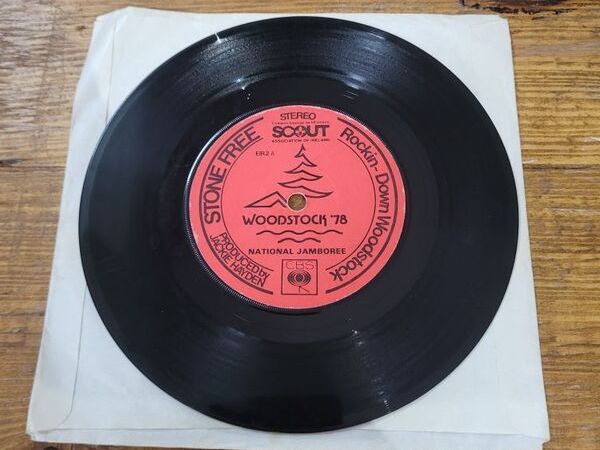 STEREO
SCOUT
ASSOCIATION OF IRELAND
EIR2 A
STONE FREE
Rockin-Down Woodstock
WOODSTOCK '78
NATIONAL JAMBOREE
PRODUCED by
JACKIE HAYDEN
CBS